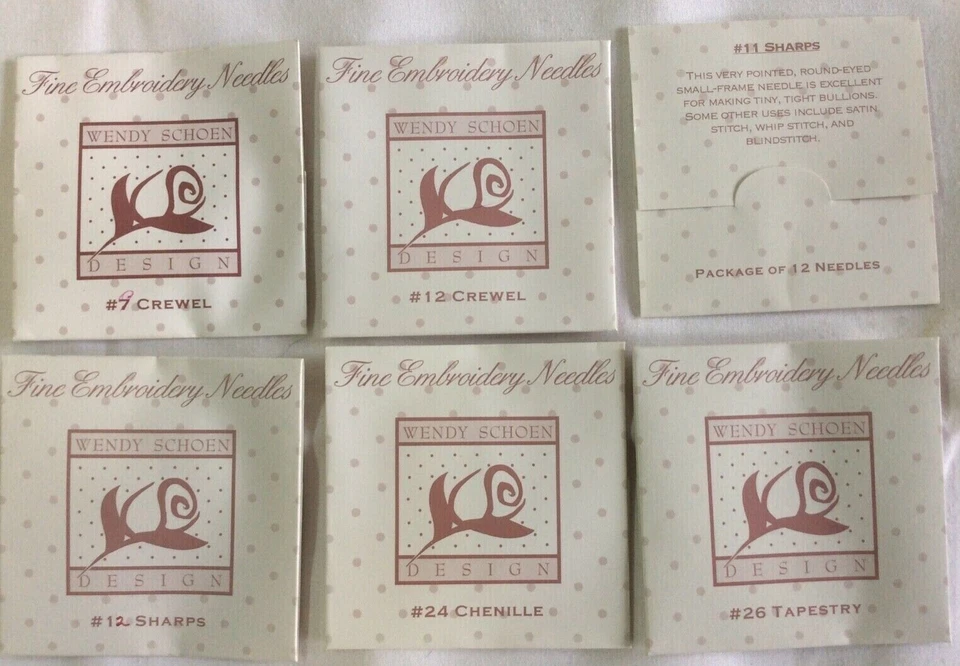 Fine Embroidery Needles
WENDY SCHOEN
DESIGN
#9 CREWEL
Fine Embroidery Needles
WENDY SCHOEN
DESIGN
#12 CREWEL
#11 SHARPS
THIS VERY POINTED, ROUND-EYED
SMALL-FRAME NEEDLE IS EXCELLENT
FOR MAKING TINY, TIGHT BULLIONS.
SOME OTHER USES INCLUDE SATIN
STITCH, WHIP STITCH, AND
BLINDSTITCH.
PACKAGE OF 12 NEEDLES
Fine Embroidery Needles
WENDY SCHOEN
DESIGN
#12 SHARPS
Fine Embroidery Needles
WENDY SCHOEN
DESIGN
#24 CHENILLE
Fine Embroidery Needles
WENDY SCHOEN
DESIGN
#26 TAPESTRY